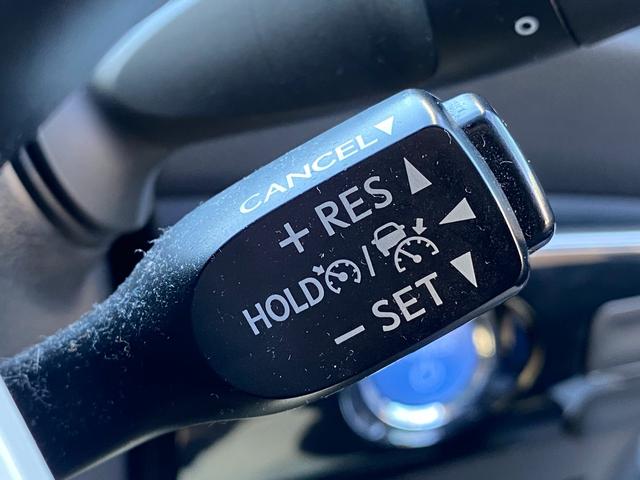 CANCEL▼
+ RES ▲
HOLD / ◀
− SET ▼